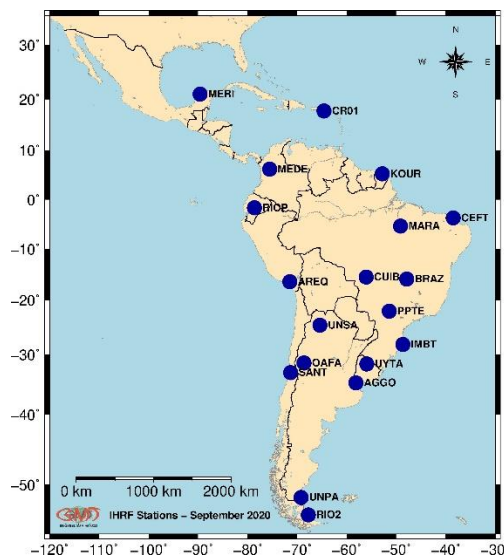 N
30°
W E
S
20°
MERI
CR01
10°
MEDE
KOUR
0°
RIOP
CEFT
MARA
-10°
CUIB
BRAZ
AREQ
-20°
PPTE
UNSA
IMBT
-30°
OAFA
UYTA
SANT
AGGO
-40°
0 km 1000 km 2000 km
-50°
UNPA
IHRF Stations – September 2020
RIO2
-120° -110° -100° -90° -80° -70° -60° -50° -40°